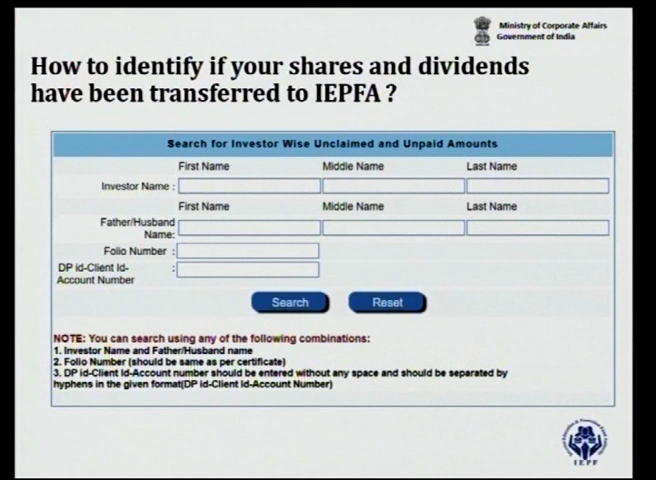 Ministry of Corporate Affairs
Government of India
How to identify if your shares and dividends
have been transferred to IEPFA ?
Search for Investor Wise Unclaimed and Unpaid Amounts
First Name Middle Name Last Name
Investor Name :
First Name Middle Name Last Name
Father/Husband
Name:
Folio Number :
DP id-Client Id- :
Account Number
Search Reset
NOTE: You can search using any of the following combinations:
1. Investor Name and Father/Husband name
2. Folio Number (should be same as per certificate)
3. DP id-Client Id-Account number should be entered without any space and should be separated by
hyphens in the given format(DP id-Client Id-Account Number)
IEPF